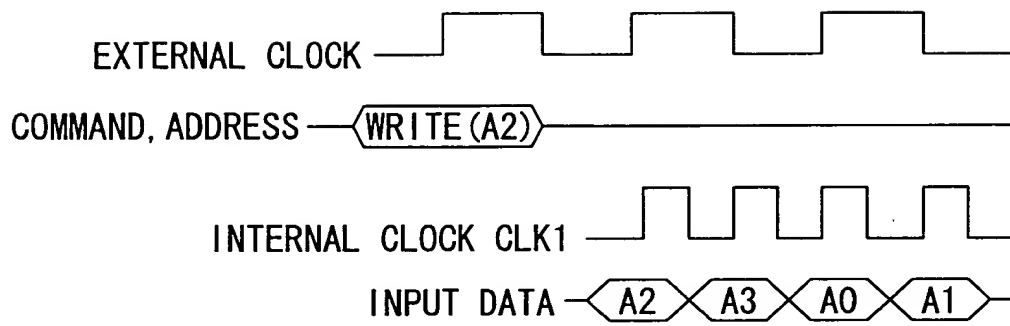 EXTERNAL CLOCK
COMMAND, ADDRESS WRITE(A2)
INTERNAL CLOCK CLK1
INPUT DATA A2 A3 A0 A1